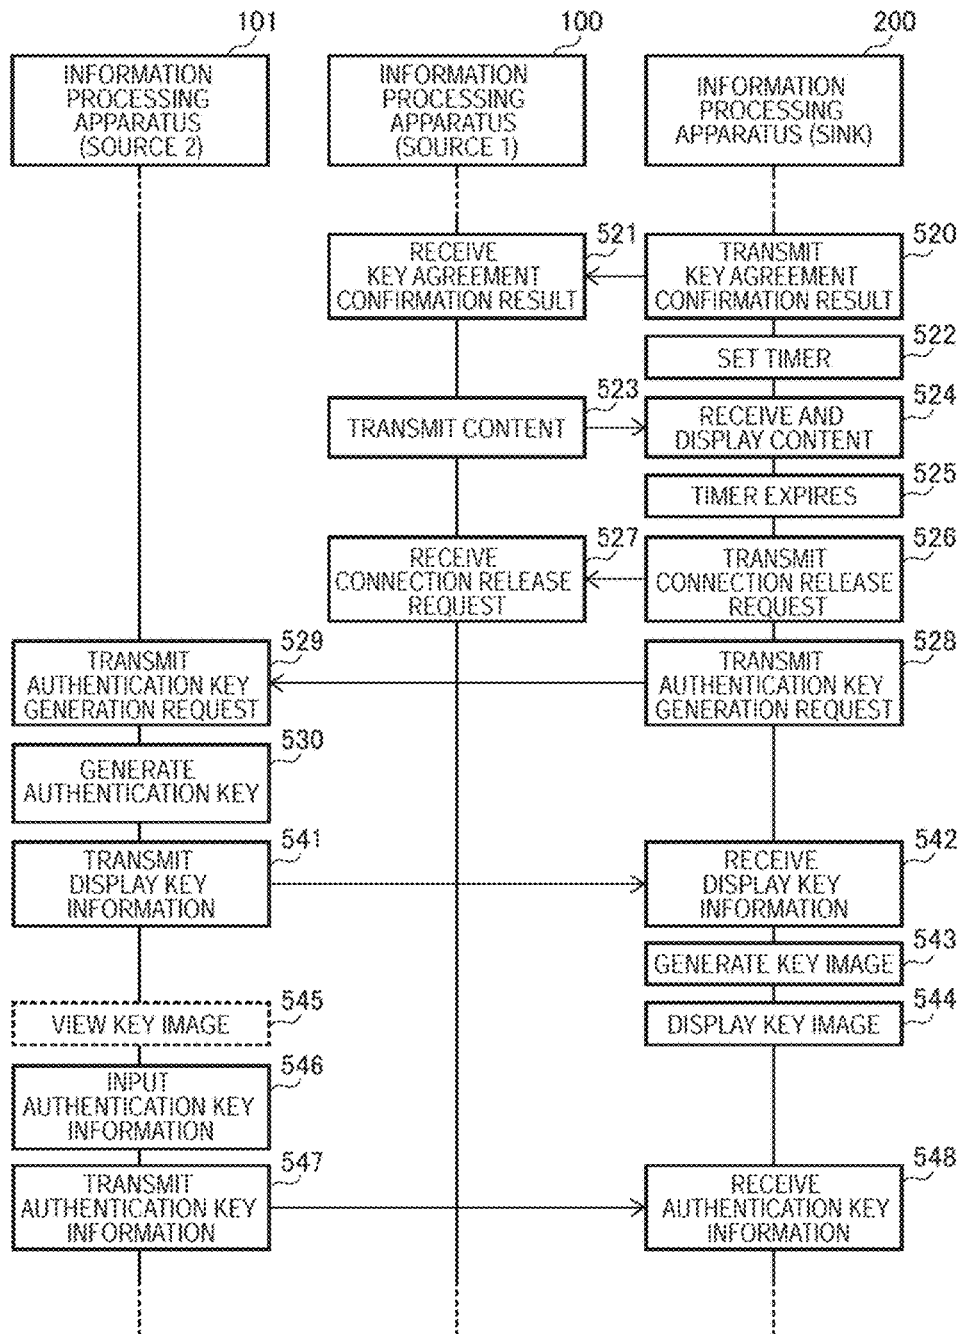 101
100
200
INFORMATION
PROCESSING
APPARATUS
(SOURCE 2)
INFORMATION
PROCESSING
APPARATUS
(SOURCE 1)
INFORMATION
PROCESSING
APPARATUS (SINK)
521
520
RECEIVE
KEY AGREEMENT
CONFIRMATION RESULT
TRANSMIT
KEY AGREEMENT
CONFIRMATION RESULT
522
SET TIMER
523
524
TRANSMIT CONTENT
RECEIVE AND
DISPLAY CONTENT
525
TIMER EXPIRES
527
526
RECEIVE
CONNECTION RELEASE
REQUEST
TRANSMIT
CONNECTION RELEASE
REQUEST
529
528
TRANSMIT
AUTHENTICATION KEY
GENERATION REQUEST
TRANSMIT
AUTHENTICATION KEY
GENERATION REQUEST
530
GENERATE
AUTHENTICATION KEY
541
542
TRANSMIT
DISPLAY KEY
INFORMATION
RECEIVE
DISPLAY KEY
INFORMATION
543
GENERATE KEY IMAGE
545
544
VIEW KEY IMAGE
DISPLAY KEY IMAGE
546
INPUT
AUTHENTICATION KEY
INFORMATION
547
548
TRANSMIT
AUTHENTICATION KEY
INFORMATION
RECEIVE
AUTHENTICATION KEY
INFORMATION